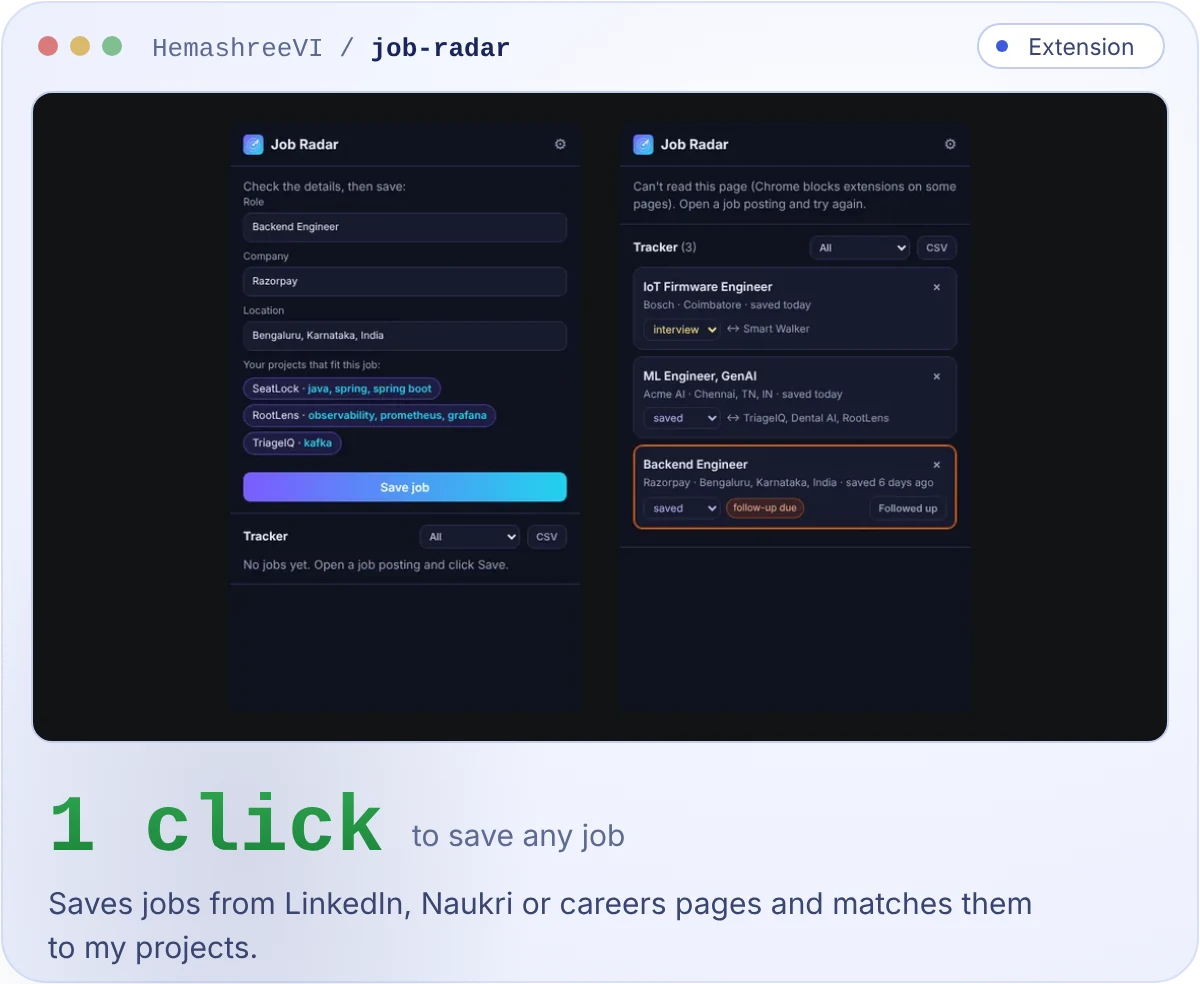 HemashreeVI / job-radar
Extension
Job Radar
Check the details, then save:
Role
Backend Engineer
Company
Razorpay
Location
Bengaluru, Karnataka, India
Your projects that fit this job:
SeatLock · java, spring, spring boot
RootLens · observability, prometheus, grafana
TriageIQ · kafka
Save job
Tracker
All
CSV
No jobs yet. Open a job posting and click Save.
Job Radar
Can't read this page (Chrome blocks extensions on some
pages). Open a job posting and try again.
Tracker (3)
All
CSV
IoT Firmware Engineer
Bosch · Coimbatore · saved today
interview ↔ Smart Walker
ML Engineer, GenAI
Acme AI · Chennai, TN, IN · saved today
saved ↔ TriageIQ, Dental AI, RootLens
Backend Engineer
Razorpay · Bengaluru, Karnataka, India · saved 6 days ago
saved follow-up due Followed up
1 click to save any job
Saves jobs from LinkedIn, Naukri or careers pages and matches them
to my projects.